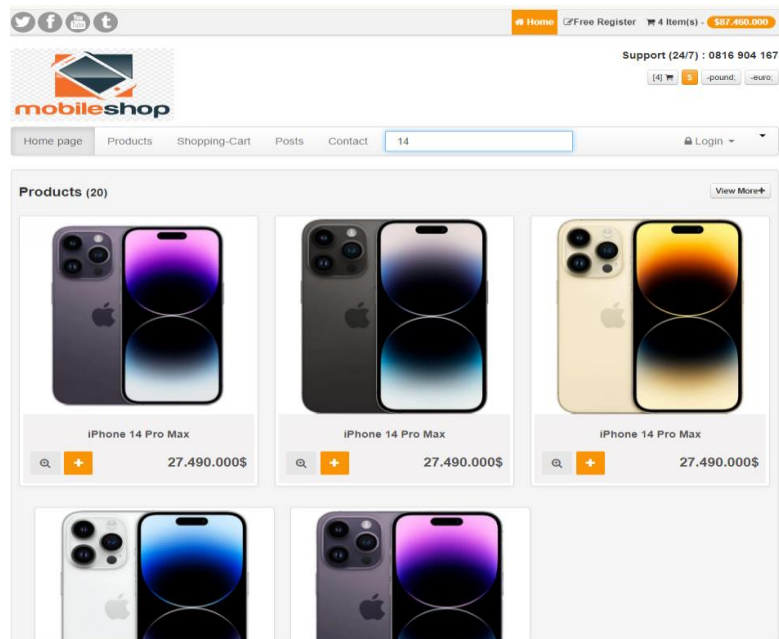 Home Free Register 4 Item(s) - $87.460.000
Support (24/7) : 0816 904 167
[4] $ -pound; -euro;
mobileshop
Home page Products Shopping-Cart Posts Contact 14 Login
Products (20) View More+
iPhone 14 Pro Max
27.490.000$
iPhone 14 Pro Max
27.490.000$
iPhone 14 Pro Max
27.490.000$